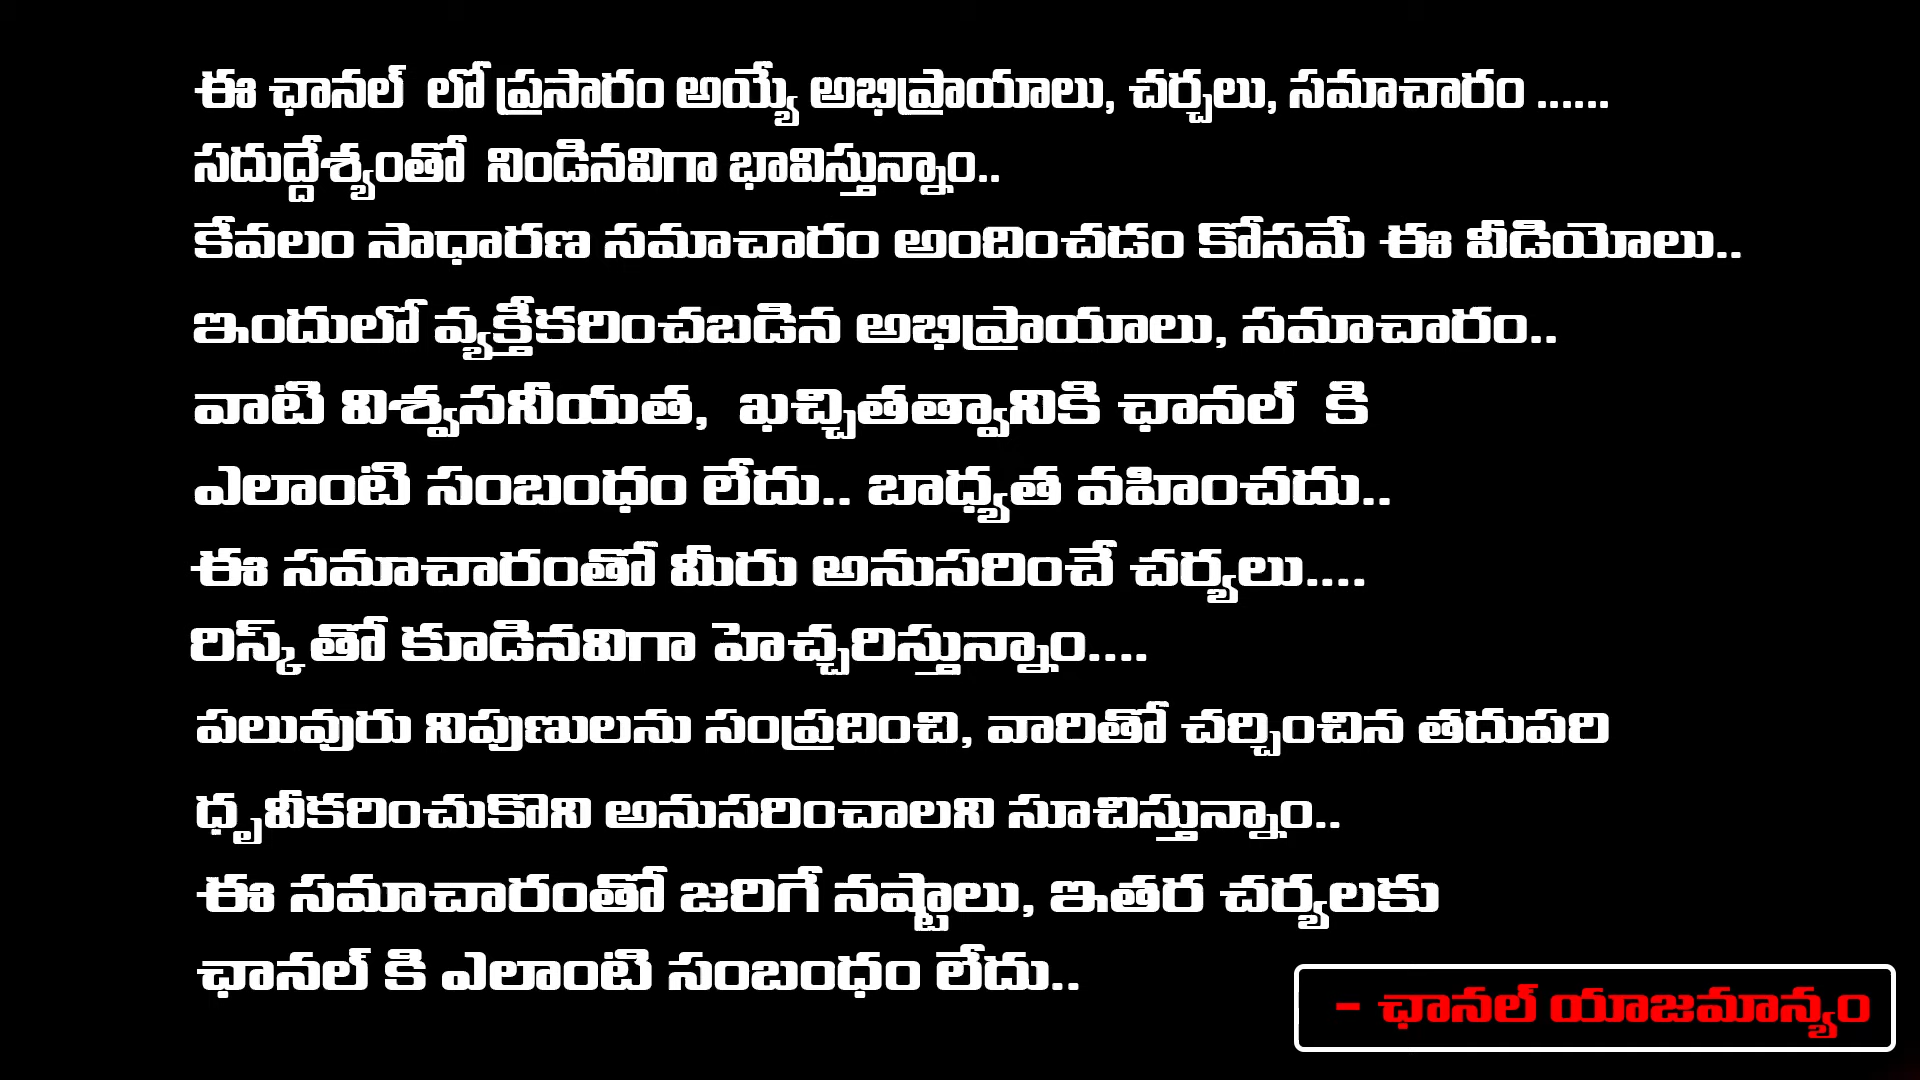 ఈ ఛానల్ లో ప్రసారం అయ్యే అభిప్రాయాలు, చర్చలు, సమాచారం ......
సదుద్దేశ్యంతో నిండినవిగా భావిస్తున్నాం..
కేవలం సాధారణ సమాచారం అందించడం కోసమే ఈ వీడియోలు..
ఇందులో వ్యక్తీకరించబడిన అభిప్రాయాలు, సమాచారం..
వాటి విశ్వసనీయత, ఖచ్చితత్వానికి ఛానల్ కి
ఎలాంటి సంబంధం లేదు.. బాధ్యత వహించదు..
ఈ సమాచారంతో మీరు అనుసరించే చర్యలు....
రిస్క్ తో కూడినవిగా హెచ్చరిస్తున్నాం....
పలువురు నిపుణులను సంప్రదించి, వారితో చర్చించిన తదుపరి
ధృవీకరించుకొని అనుసరించాలని సూచిస్తున్నాం..
ఈ సమాచారంతో జరిగే నష్టాలు, ఇతర చర్యలకు
ఛానల్ కి ఎలాంటి సంబంధం లేదు..
- ఛానల్ యాజమాన్యం